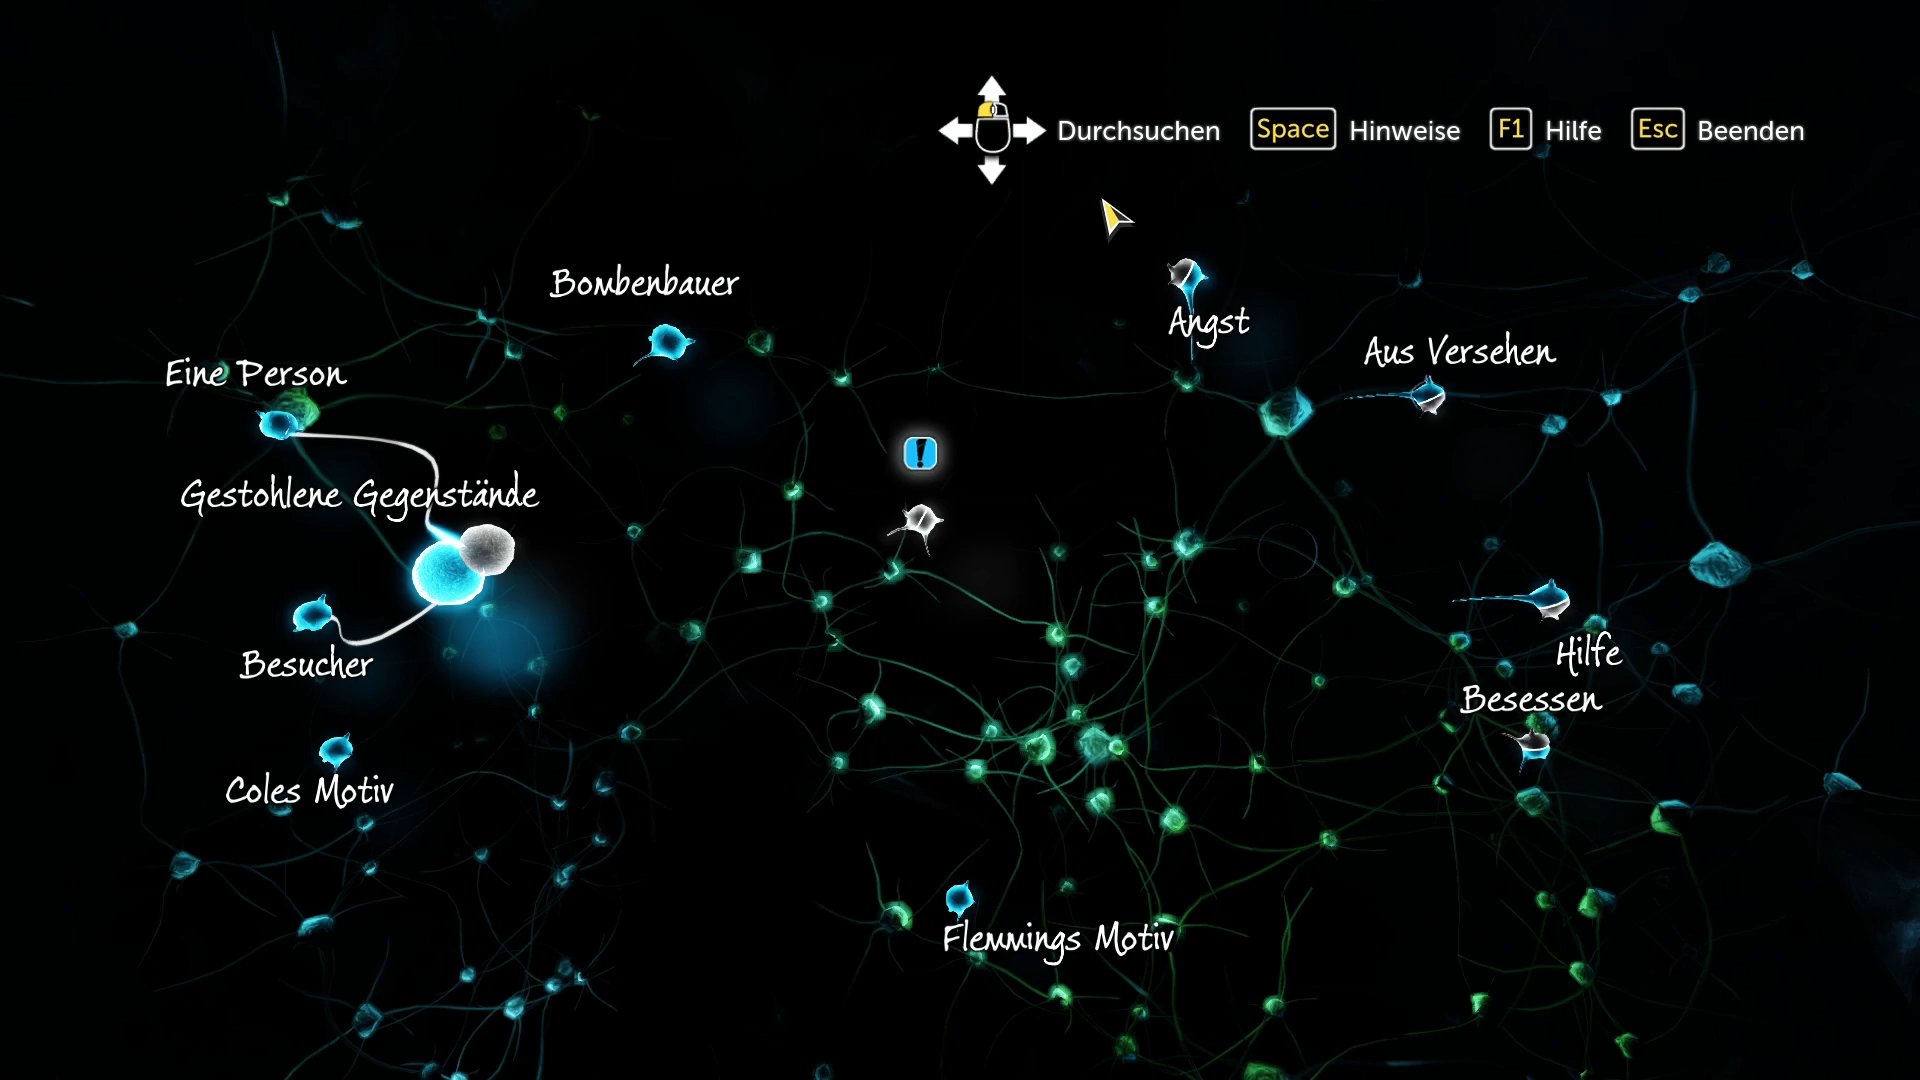 Durchsuchen
Space Hinweise
F1 Hilfe
Esc Beenden
Bombenbauer
Angst
Aus Versehen
Eine Person
Gestohlene Gegenstände
Besucher
Hilfe
Besessen
Coles Motiv
Flemmings Motiv